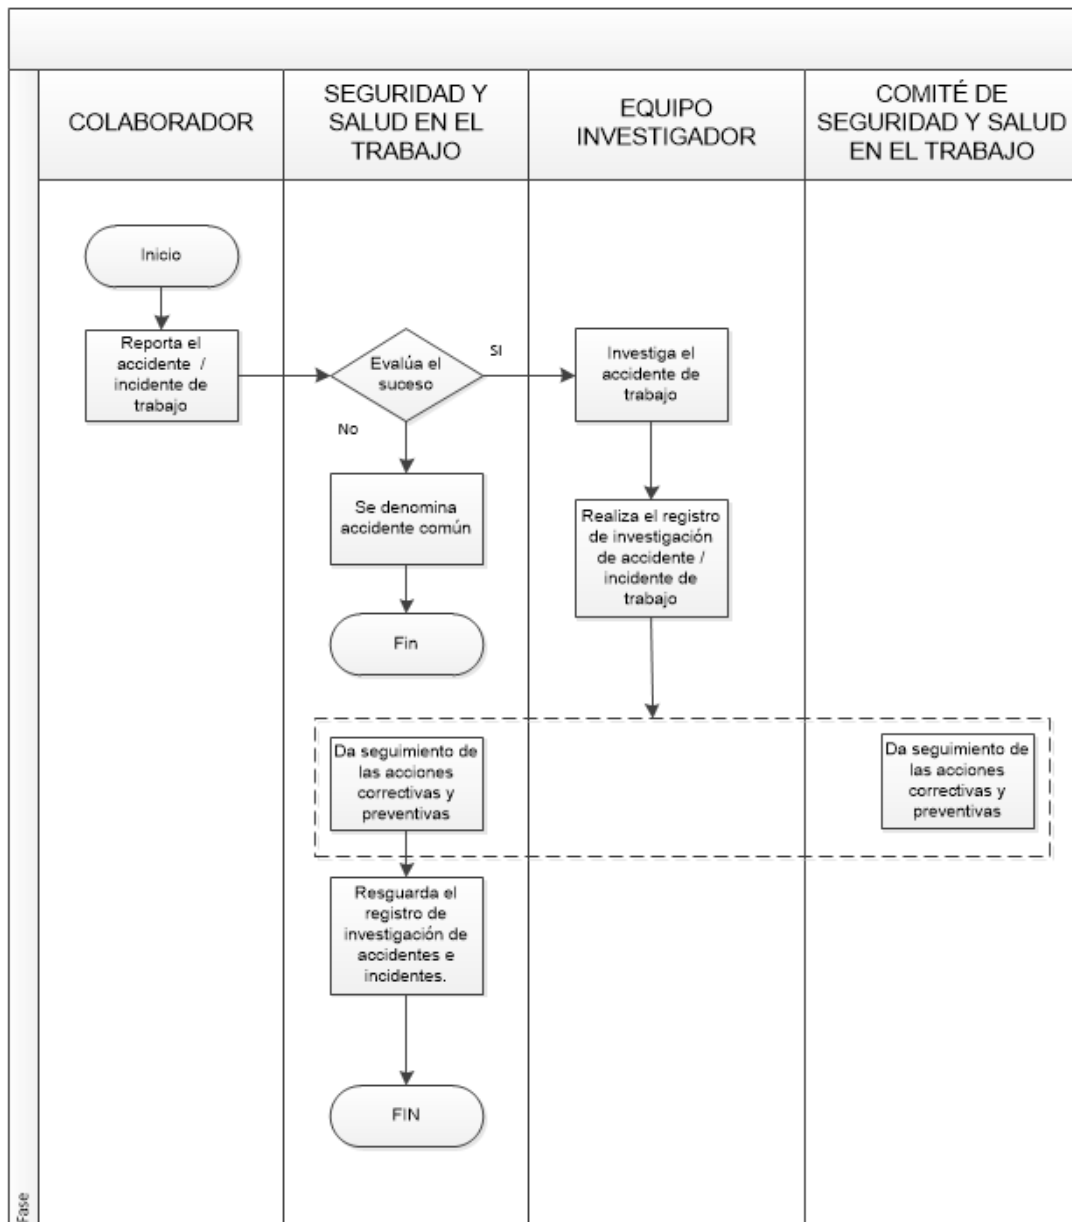 COLABORADOR
SEGURIDAD Y
SALUD EN EL
TRABAJO
EQUIPO
INVESTIGADOR
COMITÉ DE
SEGURIDAD Y SALUD
EN EL TRABAJO
Inicio
Reporta el
accidente /
incidente de
trabajo
Evalúa el
suceso
SI
No
Investiga el
accidente de
trabajo
Se denomina
accidente común
Realiza el registro
de investigación
de accidente /
incidente de
trabajo
Fin
Da seguimiento de
las acciones
correctivas y
preventivas
Da seguimiento de
las acciones
correctivas y
preventivas
Resguarda el
registro de
investigación de
accidentes e
incidentes.
FIN
Fase